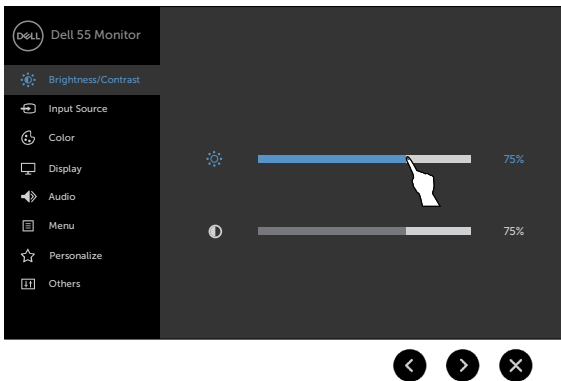 DELL Dell 55 Monitor
Brightness/Contrast
Input Source
Color
Display
Audio
Menu
Personalize
Others
75%
75%